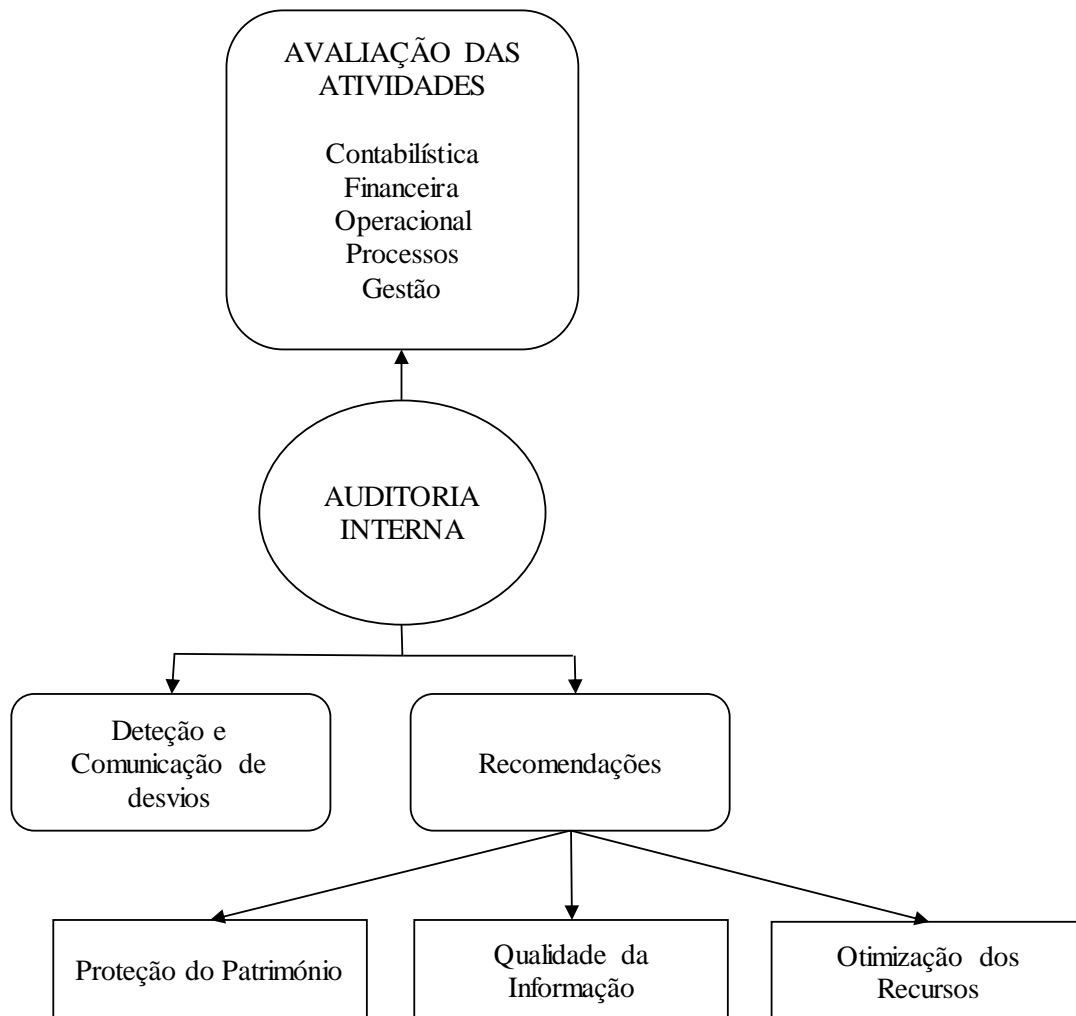 AVALIAÇÃO DAS
ATIVIDADES
Contabilística
Financeira
Operacional
Processos
Gestão
AUDITORIA
INTERNA
Deteção e
Comunicação de
desvios
Recomendações
Proteção do Património
Qualidade da
Informação
Otimização dos
Recursos